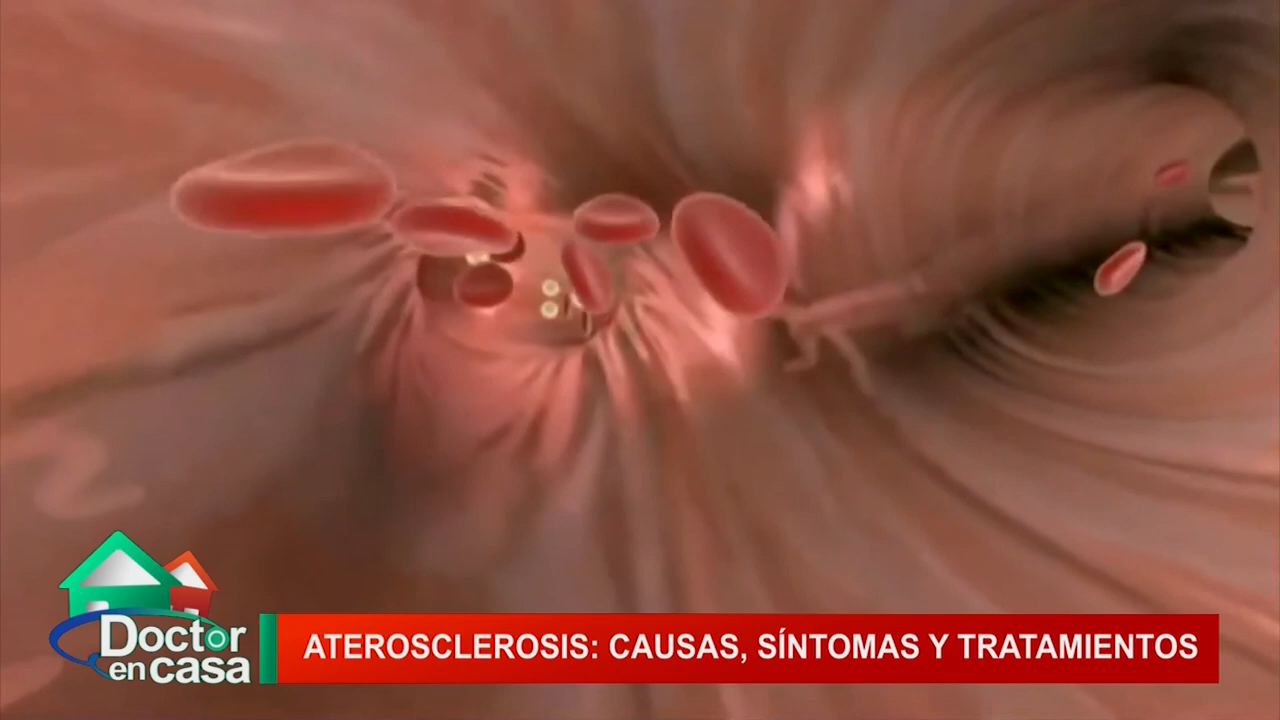 Doctor
en casa
ATEROSCLEROSIS: CAUSAS, SÍNTOMAS Y TRATAMIENTOS